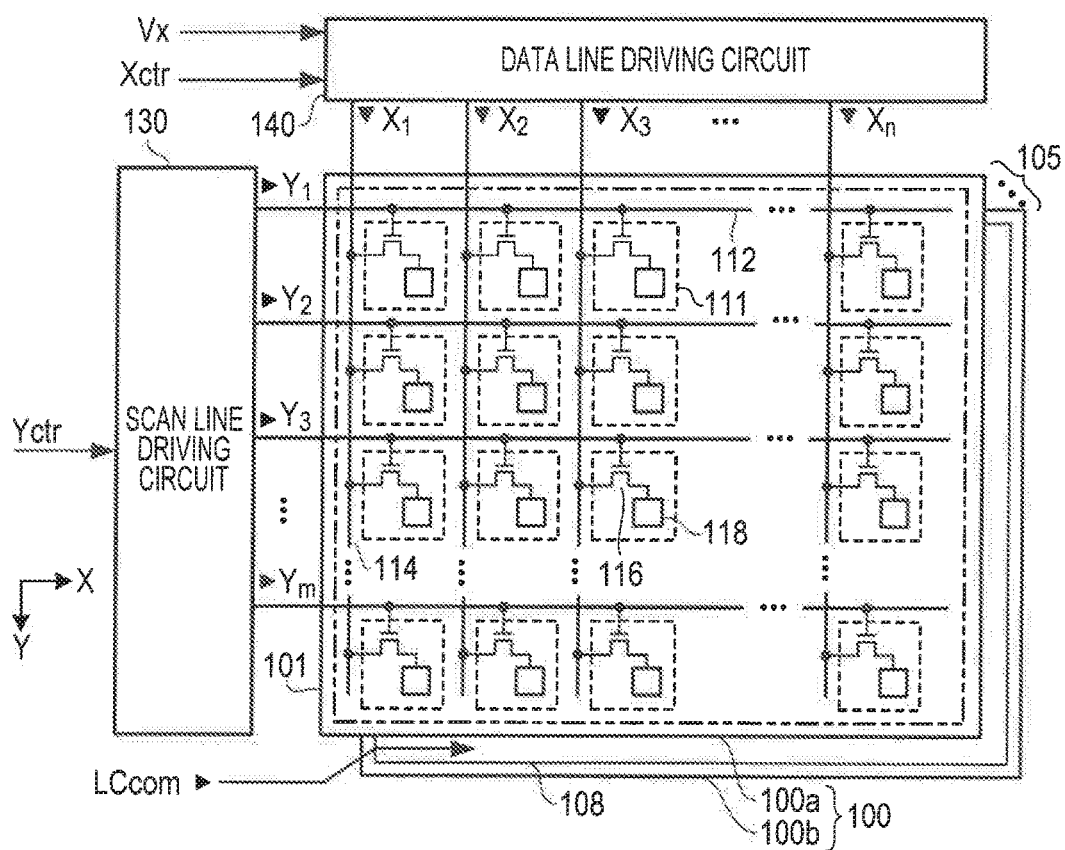 Vx
DATA LINE DRIVING CIRCUIT
Xctr
130
140
X1 X2 X3 ••• Xn
105
Y1
•••
112
Y2
111
•••
Yctr
SCAN LINE
DRIVING
CIRCUIT
Y3
•••
118
114
116
X
Y
Ym
•••
101
LCcom
108
100a
100b
100